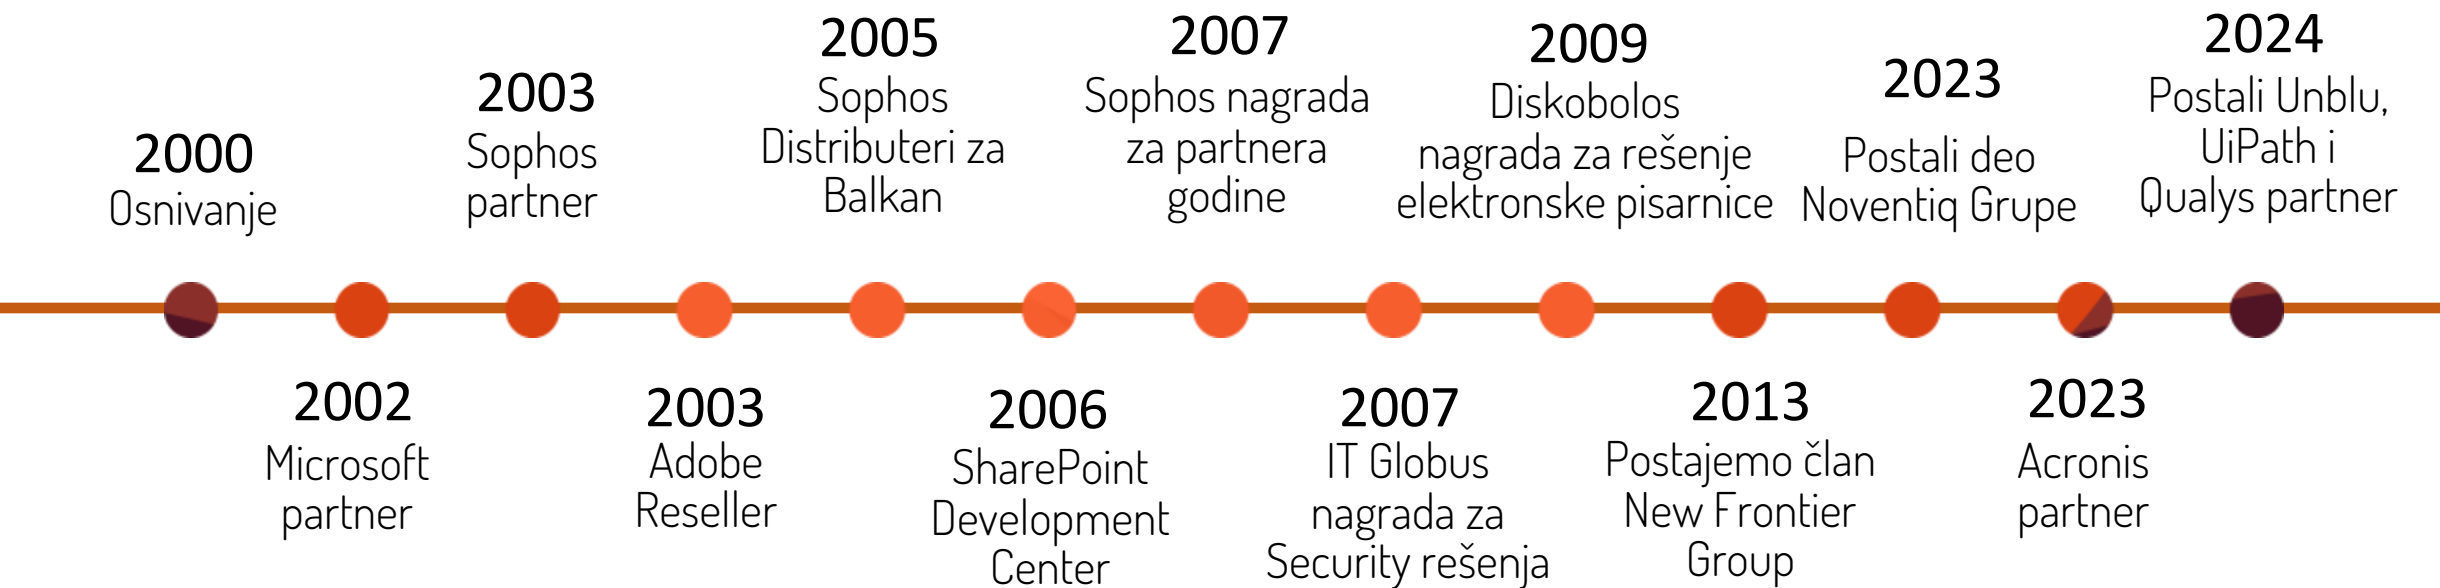 2000
Osnivanje
2002
Microsoft
partner
2003
Sophos
partner
2003
Adobe
Reseller
2005
Sophos
Distributeri za
Balkan
2006
SharePoint
Development
Center
2007
Sophos nagrada
za partnera
godine
2007
IT Globus
nagrada za
Security rešenja
2009
Diskobolos
nagrada za rešenje
elektronske pisarnice
2013
Postajemo član
New Frontier
Group
2023
Postali deo
Noventiq Grupe
2023
Acronis
partner
2024
Postali Unblu,
UiPath i
Qualys partner